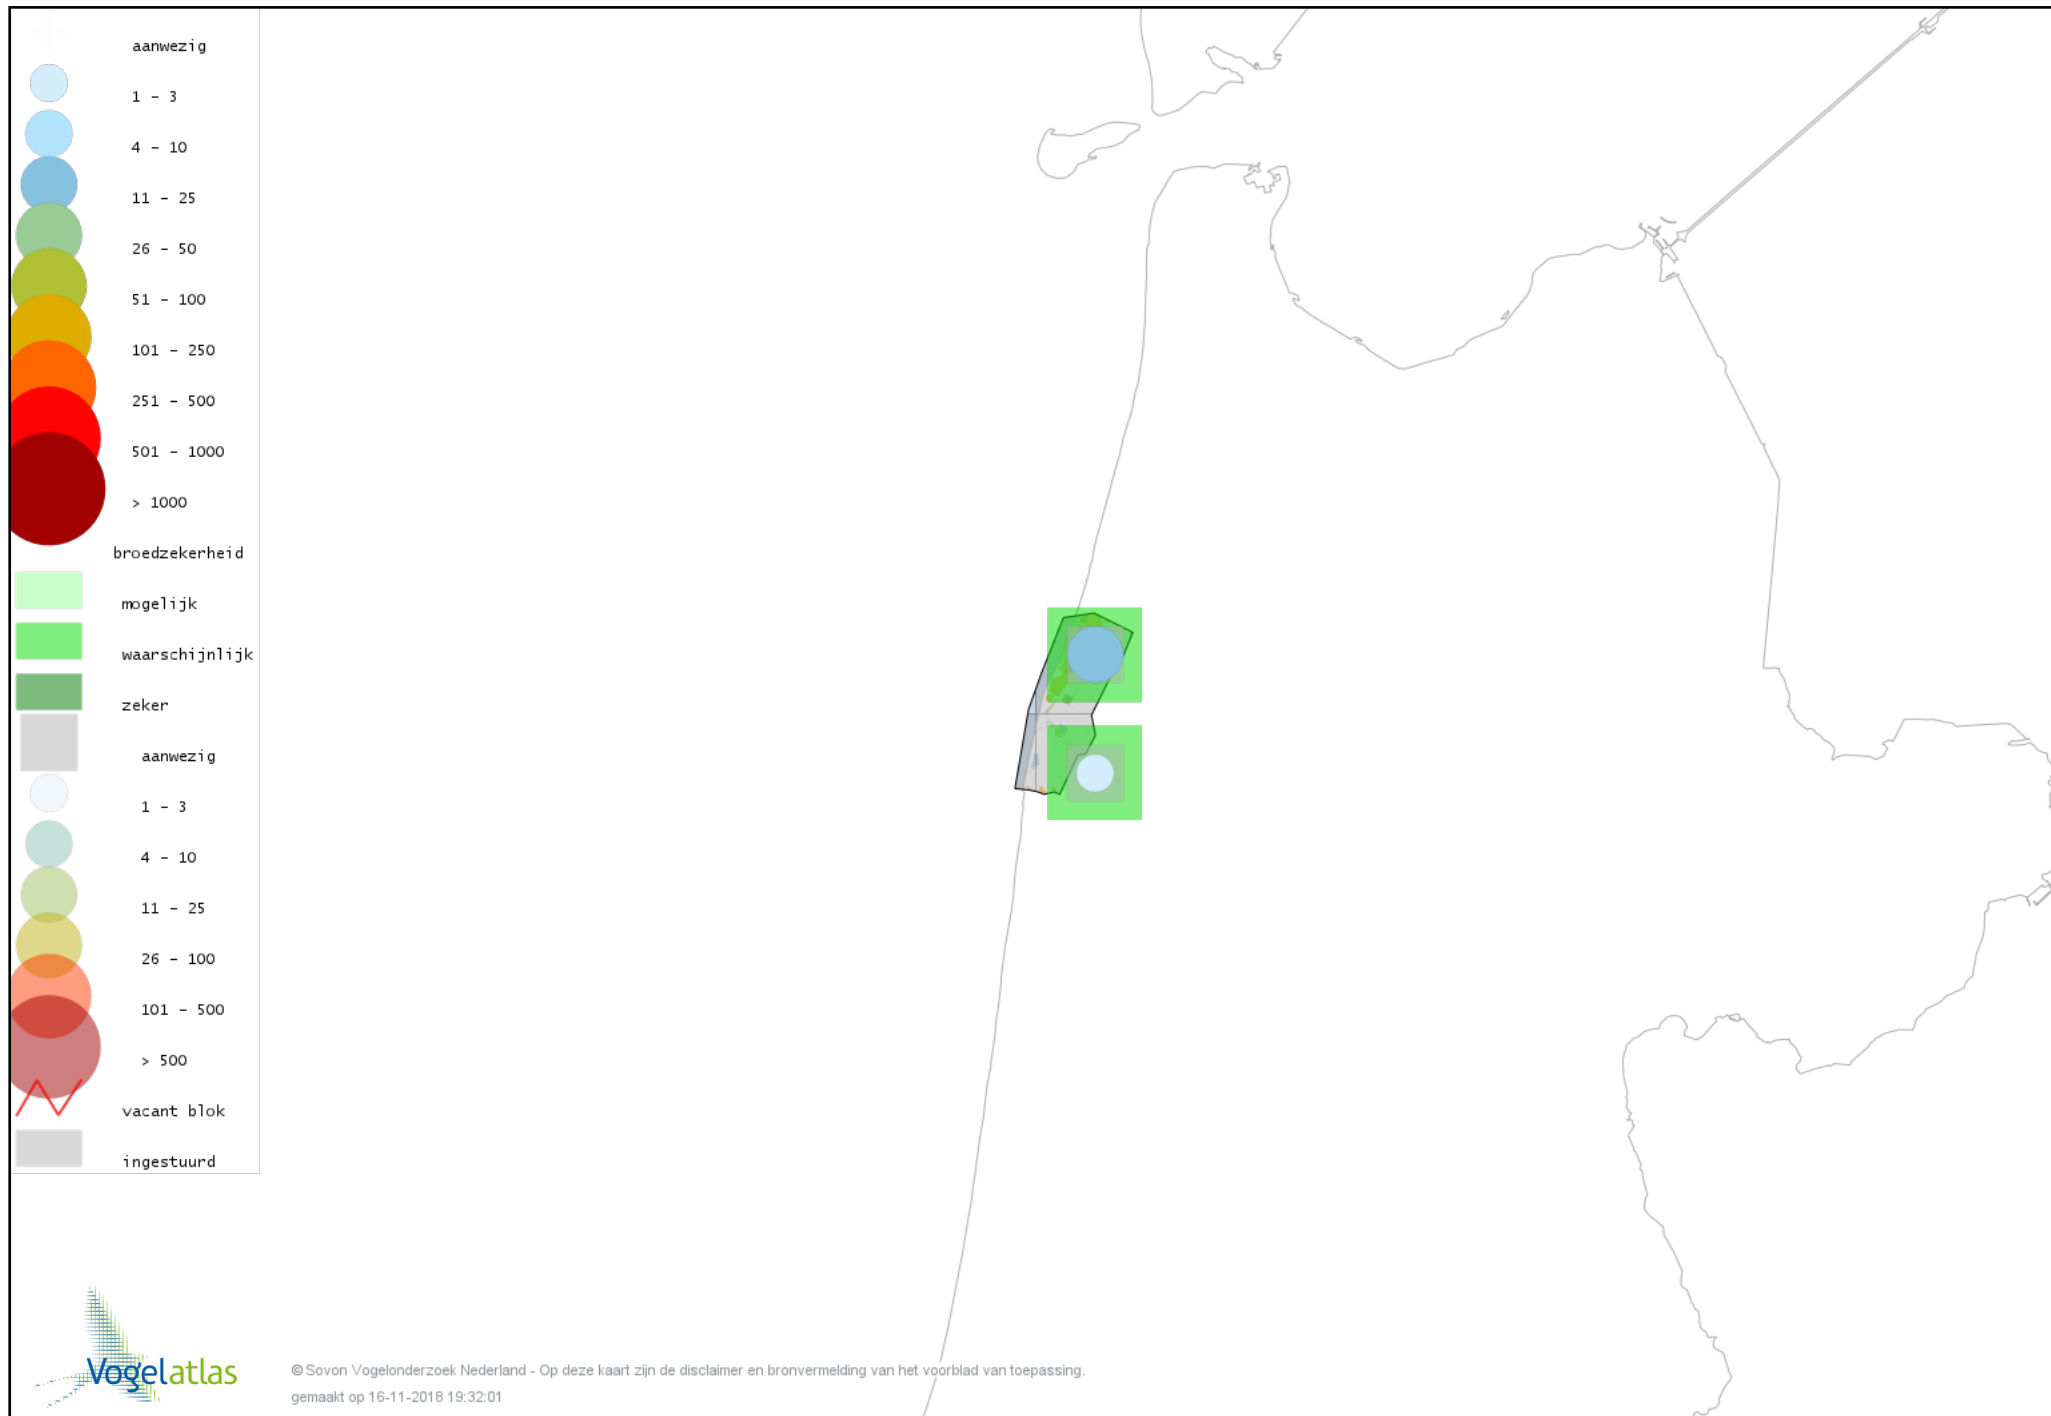 aanwezig
1 - 3
4 - 10
11 - 25
26 - 50
51 - 100
101 - 250
251 - 500
501 - 1000
> 1000
broedzekerheid
mogelijk
waarschijnlijk
zeker
aanwezig
1 - 3
4 - 10
11 - 25
26 - 100
101 - 500
> 500
vacant blok
ingestuurd
Vogelatlas
© Sovon Vogelonderzoek Nederland - Op deze kaart zijn de disclaimer en bronvermelding van het voorblad van toepassing.
gemaakt op 16-11-2018 19:32:01